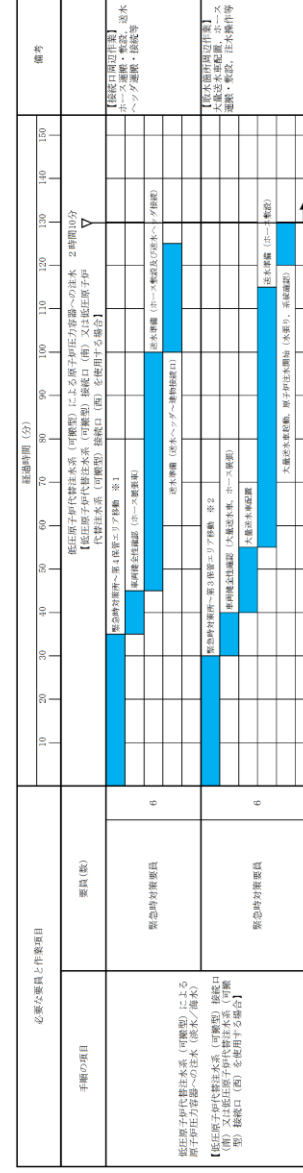 必要な要員と作業項目
経過時間（分）
備考
10
20
30
40
50
60
70
80
90
100
110
120
130
140
150
手順の項目
要員(数)
低圧原子炉代替注水系（可搬型）による原子炉圧力容器への注水　2時間10分
【低圧原子炉代替注水系（可搬型）接続口（南）又は低圧原子炉
代替注水系（可搬型）接続口（西）を使用する場合】
低圧原子炉代替注水系（可搬型）による
原子炉圧力容器への注水（淡水／海水）
【低圧原子炉代替注水系（可搬型）接続口
（南）又は低圧原子炉代替注水系（可搬
型）接続口（西）を使用する場合】
緊急時対策要員
6
緊急時対策所～第４保管エリア移動　※１
車両健全性確認（ホース展張車）
送水準備（ホース敷設及び送水ヘッダ接続）
送水準備（送水ヘッダ～建物接続口）
【接続口周辺作業】
ホース運搬・敷設，送水
ヘッダ運搬・接続等
緊急時対策要員
6
緊急時対策所～第３保管エリア移動　※２
車両健全性確認（大量送水車，ホース展張）
大量送水車配置
送水準備（ホース敷設）
大量送水車起動，原子炉注水開始（水張り，系統確認）
【取水箇所周辺作業】
大量送水車配置，ホース
運搬・敷設，注水操作等